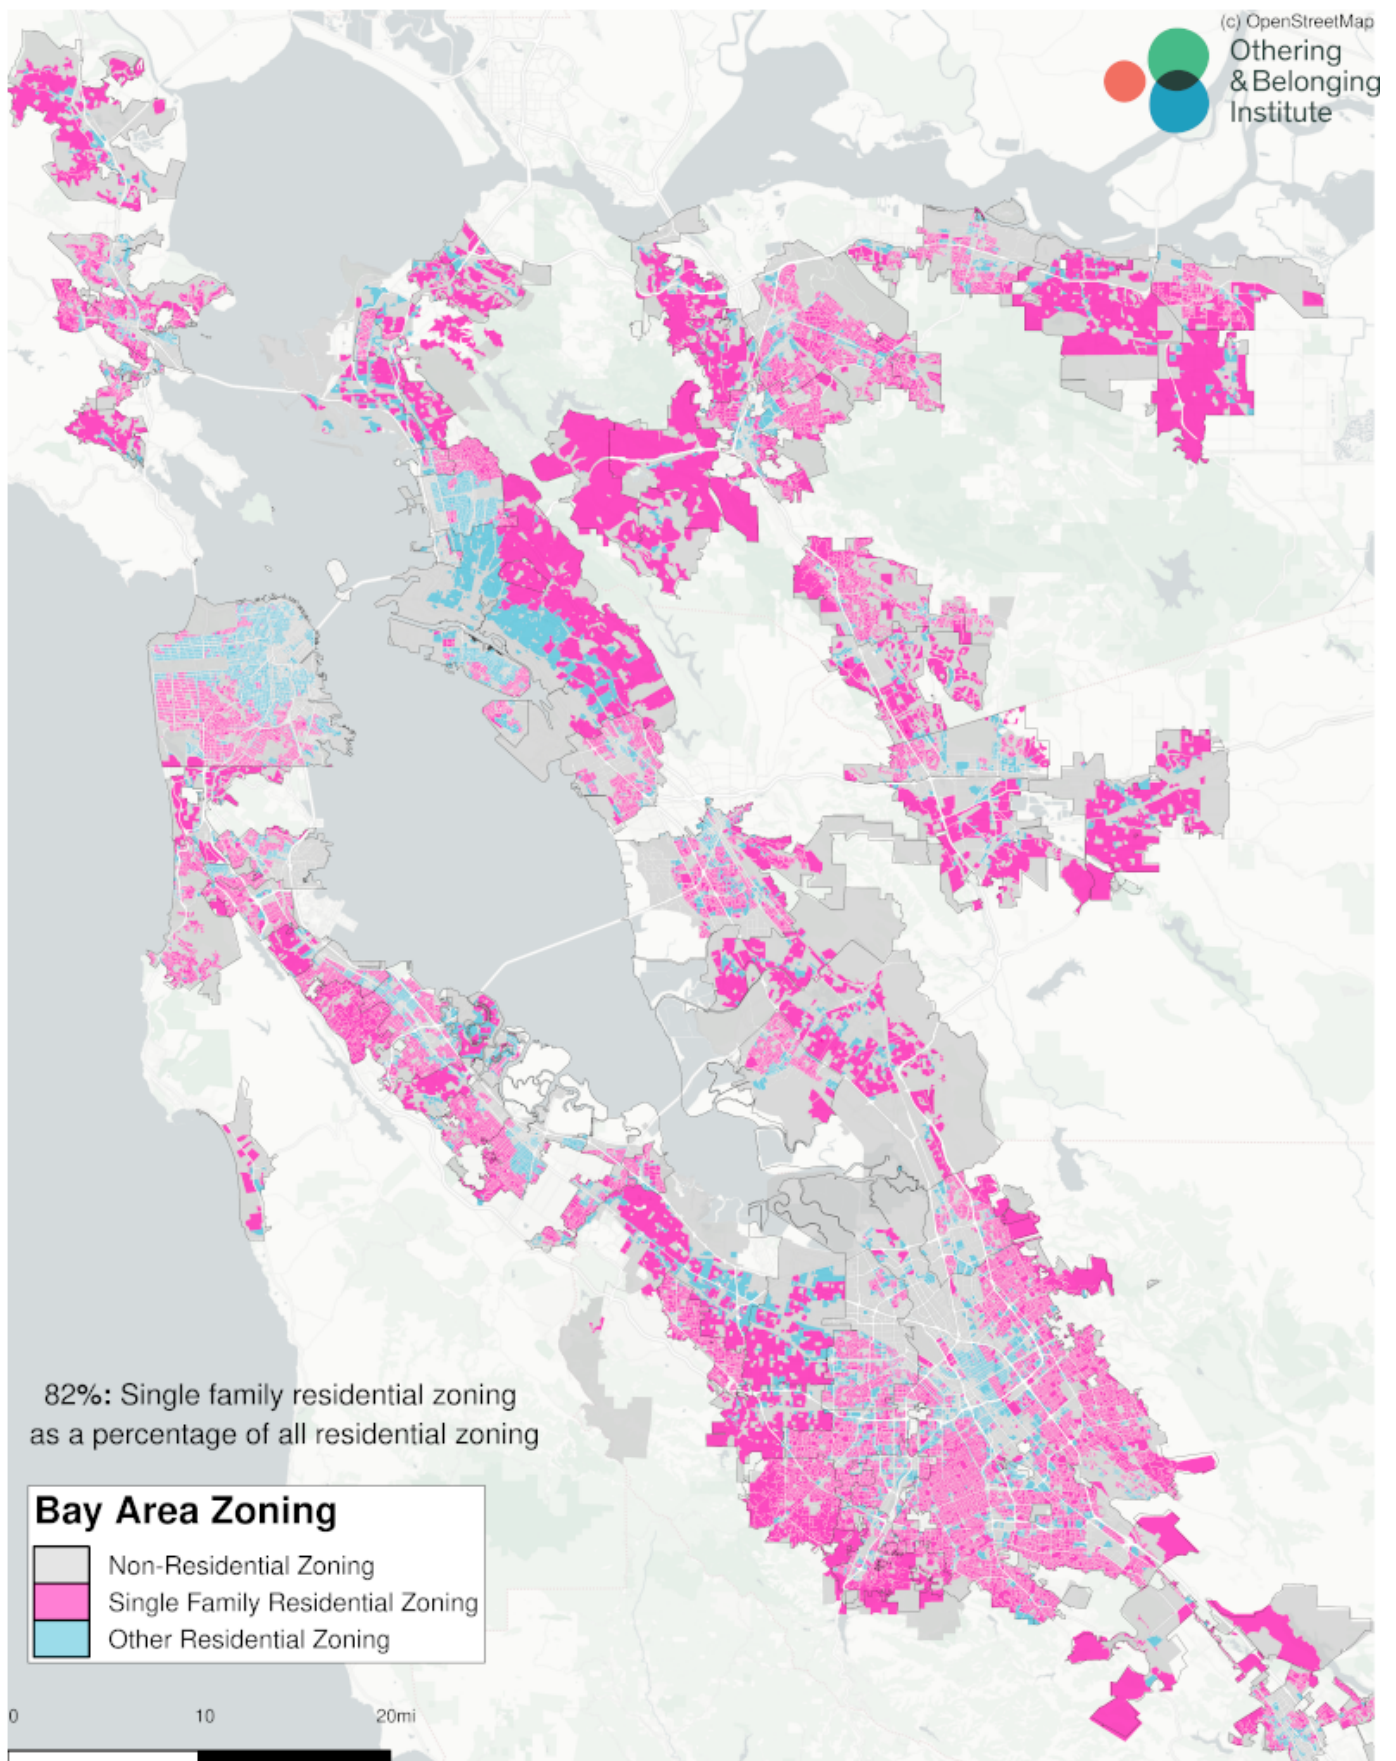 (c) OpenStreetMap
Othering
&Belonging
Institute
82%: Single family residential zoning
as a percentage of all residential zoning
Bay Area Zoning
Non-Residential Zoning
Single Family Residential Zoning
Other Residential Zoning
0 10 20mi